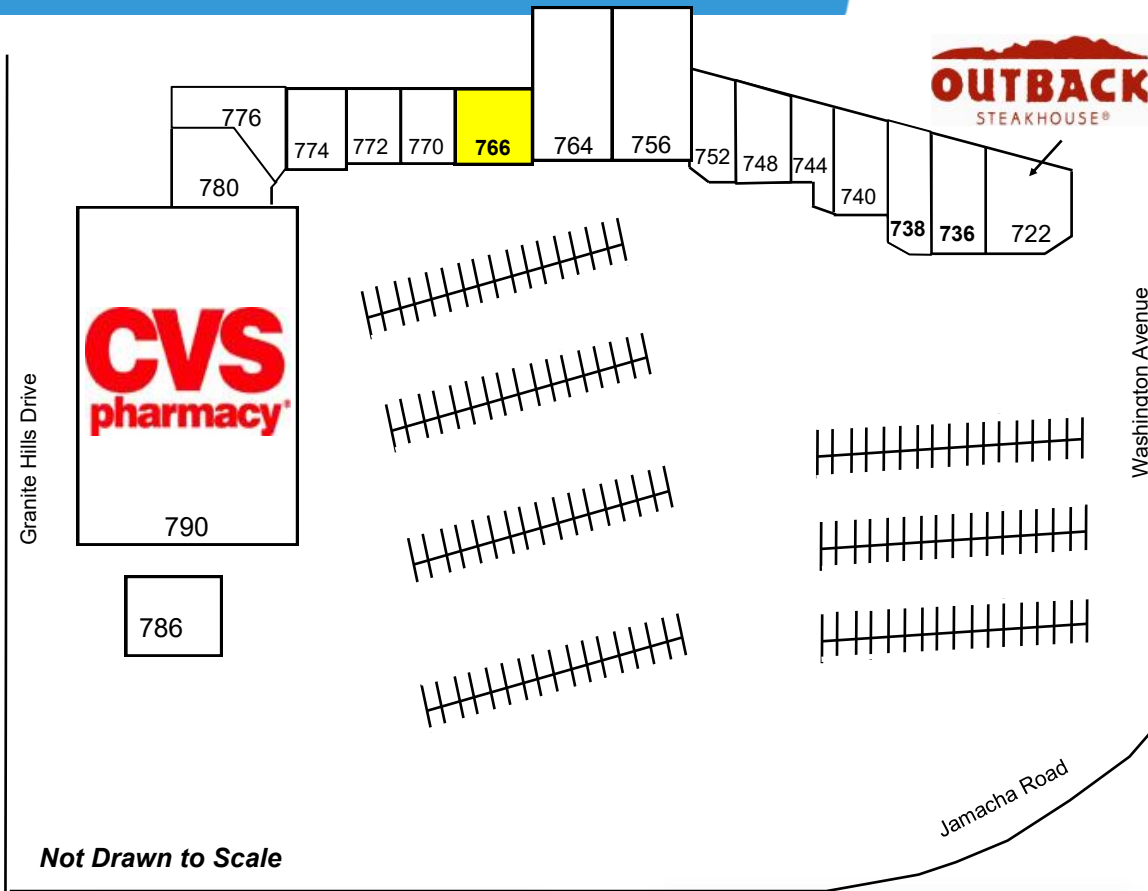 OUTBACK
STEAKHOUSE®
776
774
772
770
766
764
756
752
748
744
740
738
736
722
780
CVS
pharmacy
790
786
Granite Hills Drive
Washington Avenue
Jamacha Road
Not Drawn to Scale